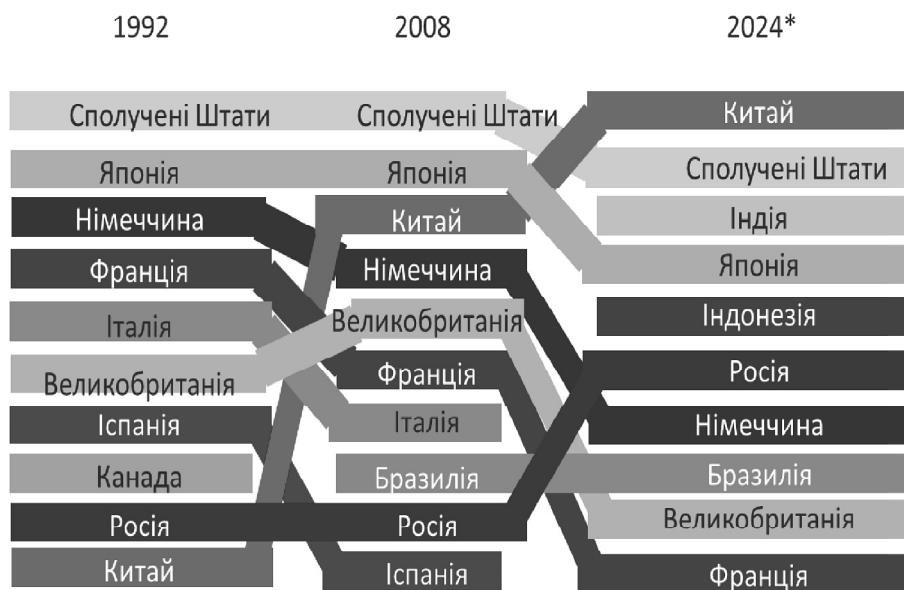 1992 2008 2024*
Сполучені Штати Сполучені Штати Китай
Японія Японія Сполучені Штати
Німеччина Китай Індія
Франція Німеччина Японія
Італія Великобританія Індонезія
Великобританія Франція Росія
Іспанія Італія Німеччина
Канада Бразилія Бразилія
Росія Росія Великобританія
Китай Іспанія Франція